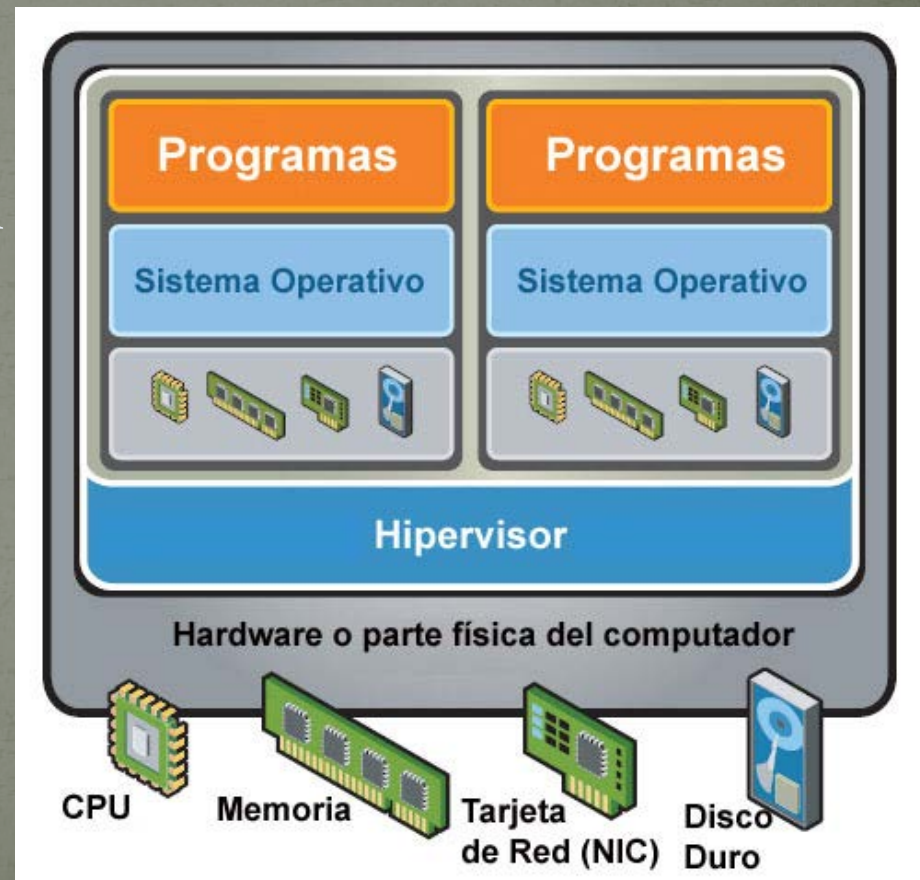 Programas
Programas
Sistema Operativo
Sistema Operativo
Hipervisor
Hardware o parte física del computador
CPU
Memoria
Tarjeta
de Red (NIC)
Disco
Duro